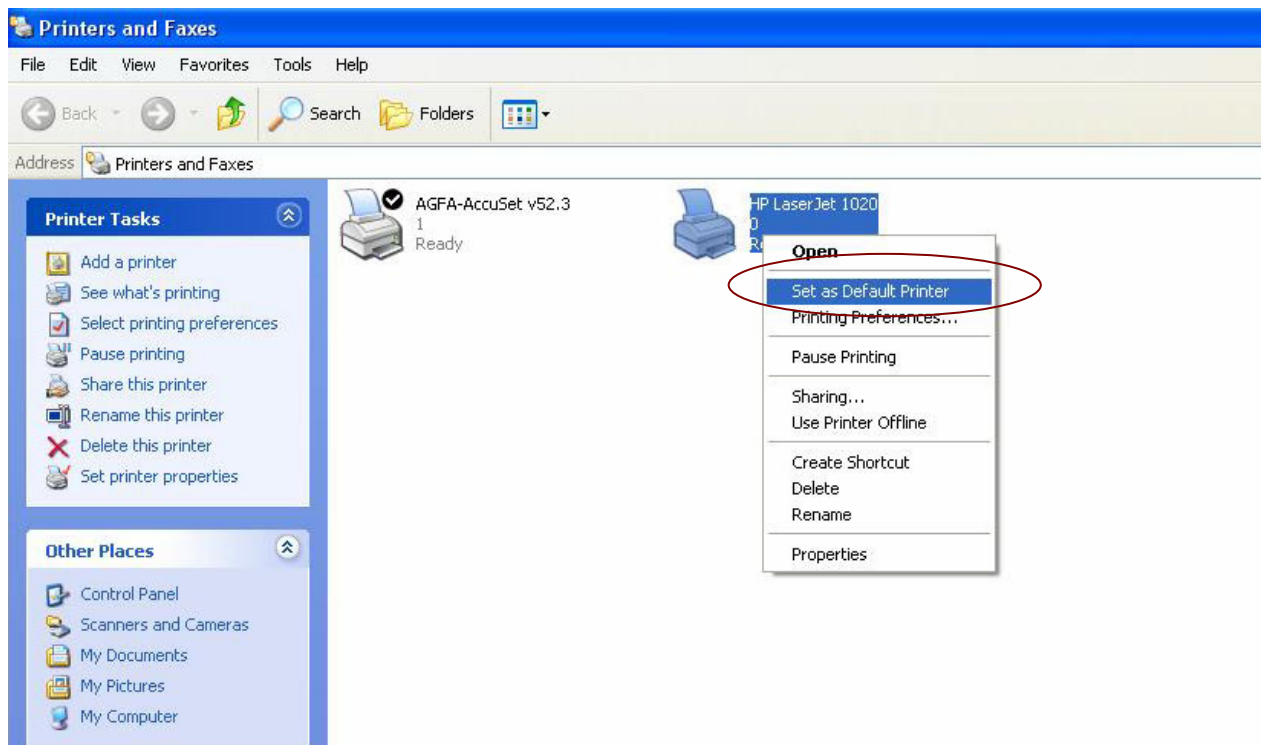 Printers and Faxes
File Edit View Favorites Tools Help
Back Search Folders
Address Printers and Faxes
Printer Tasks
Add a printer
See what's printing
Select printing preferences
Pause printing
Share this printer
Rename this printer
Delete this printer
Set printer properties
Other Places
Control Panel
Scanners and Cameras
My Documents
My Pictures
My Computer
AGFA-AccuSet v52.3
1
Ready
HP LaserJet 1020
0
Open
Set as Default Printer
Printing Preferences...
Pause Printing
Sharing...
Use Printer Offline
Create Shortcut
Delete
Rename
Properties